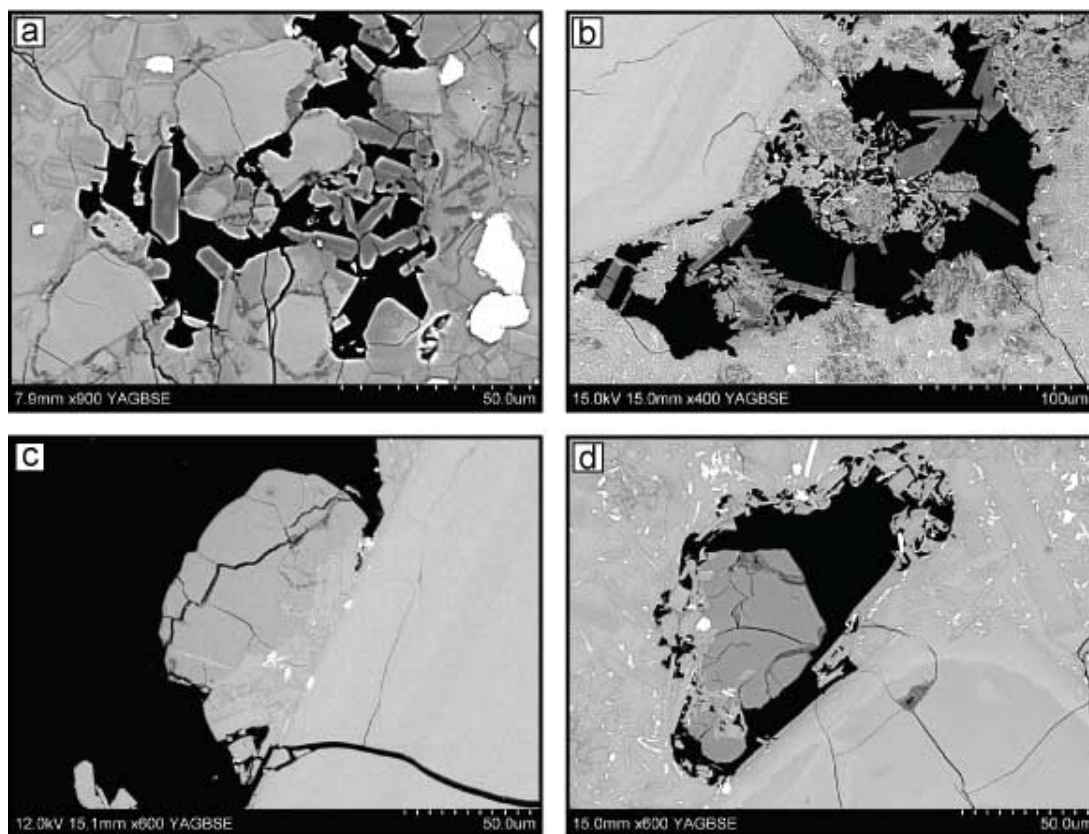 a
b
7.9mm x900 YAGBSE 50.0um
15.0kV 15.0mm x400 YAGBSE 100um
c
d
12.0kV 15.1mm x600 YAGBSE 50.0um
15.0mm x600 YAGBSE 50.0um